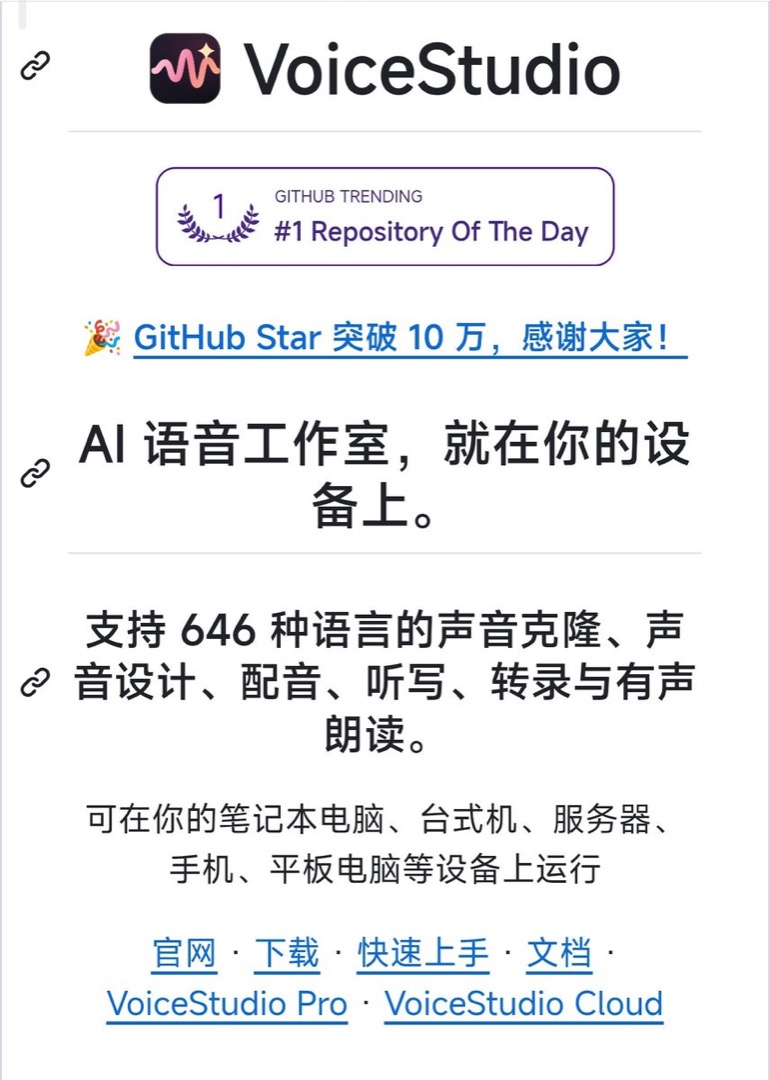 VoiceStudio
1
GITHUB TRENDING
#1 Repository Of The Day
GitHub Star 突破 10 万，感谢大家！
AI 语音工作室，就在你的设
备上。
支持 646 种语言的声音克隆、声
音设计、配音、听写、转录与有声
朗读。
可在你的笔记本电脑、台式机、服务器、
手机、平板电脑等设备上运行
官网 · 下载 · 快速上手 · 文档 ·
VoiceStudio Pro · VoiceStudio Cloud